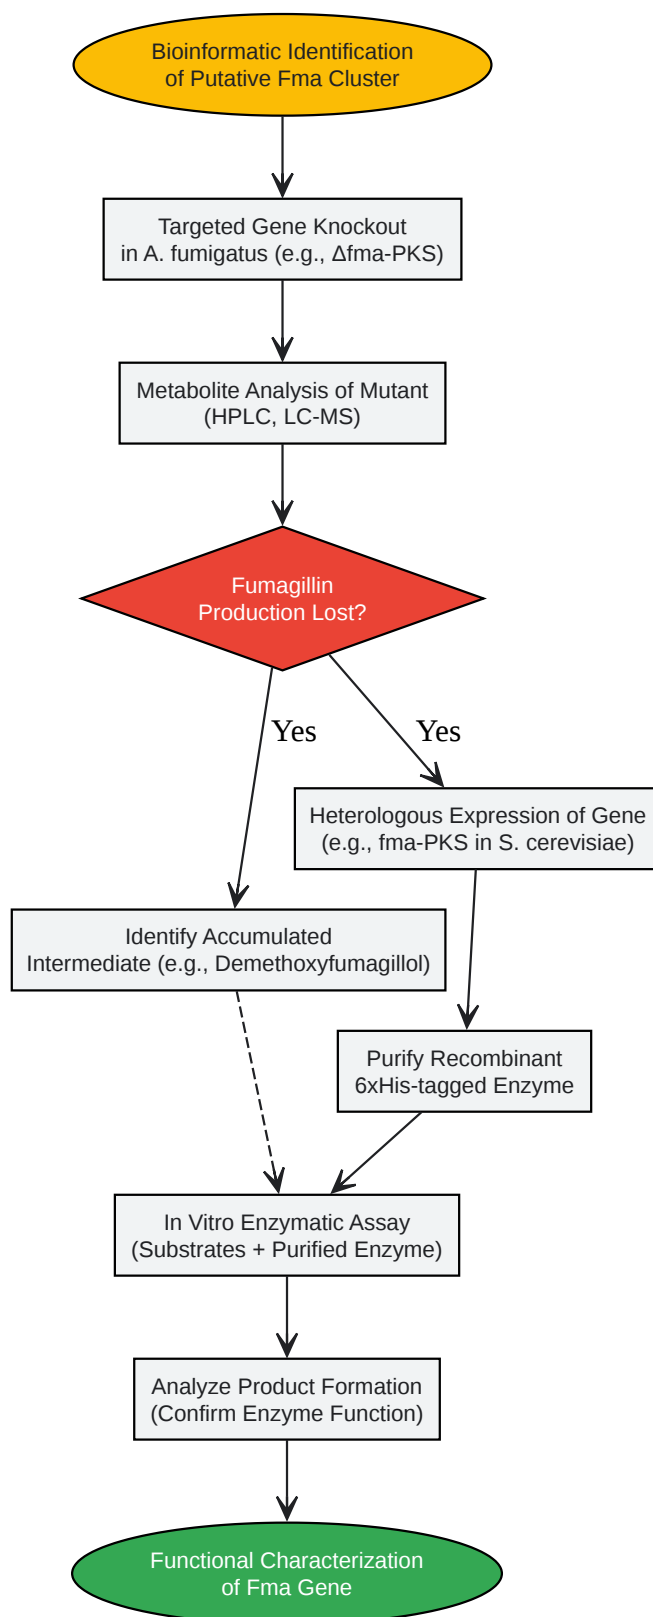 Bioinformatic Identification
of Putative Fma Cluster
Targeted Gene Knockout
in A. fumigatus (e.g., Δfma-PKS)
Metabolite Analysis of Mutant
(HPLC, LC-MS)
Fumagillin
Production Lost?
Yes
Yes
Heterologous Expression of Gene
(e.g., fma-PKS in S. cerevisiae)
Identify Accumulated
Intermediate (e.g., Demethoxyfumagillol)
Purify Recombinant
6xHis-tagged Enzyme
In Vitro Enzymatic Assay
(Substrates + Purified Enzyme)
Analyze Product Formation
(Confirm Enzyme Function)
Functional Characterization
of Fma Gene